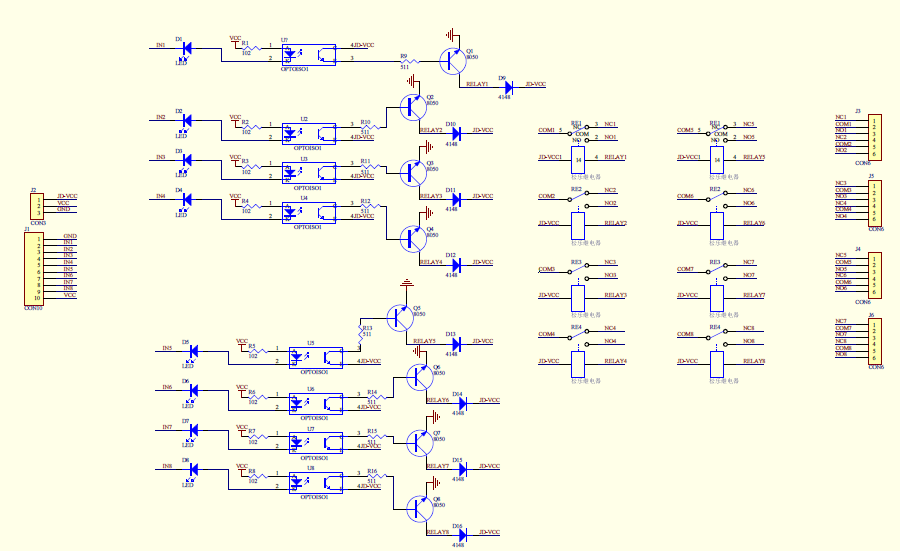 IN1
D1
LED
VCC
R1
102
1
2
U?
OPTOISO1
4JD-VCC
3
R9
511
Q1
8050
RELAY1
D9
4148
JD-VCC
IN2
D2
LED
VCC
R2
102
1
2
U2
OPTOISO1
3
4JD-VCC
R10
511
Q2
8050
RELAY2
D10
4148
JD-VCC
IN3
D3
LED
VCC
R3
102
1
2
U3
OPTOISO1
3
4JD-VCC
R11
511
Q3
8050
RELAY3
D11
4148
JD-VCC
IN4
D4
LED
VCC
R4
102
1
2
U4
OPTOISO1
3
4JD-VCC
R12
511
Q4
8050
RELAY4
D12
4148
JD-VCC
J2
1 JD-VCC
2 VCC
3 GND
CON3
J1
1 GND
2 IN1
3 IN2
4 IN3
5 IN4
6 IN5
7 IN6
8 IN7
9 IN8
10 VCC
CON10
IN5
D5
LED
VCC
R5
102
1
2
U5
OPTOISO1
3
4JD-VCC
R13
511
Q5
8050
RELAY5
D13
4148
JD-VCC
IN6
D6
LED
VCC
R6
102
1
2
U6
OPTOISO1
3
4JD-VCC
R14
511
Q6
8050
RELAY6
D14
4148
JD-VCC
IN7
D7
LED
VCC
R7
102
1
2
U7
OPTOISO1
3
4JD-VCC
R15
511
Q7
8050
RELAY7
D15
4148
JD-VCC
IN8
D8
LED
VCC
R8
102
1
2
U8
OPTOISO1
3
4JD-VCC
R16
511
Q8
8050
RELAY8
D16
4148
JD-VCC
RE1
COM1 5
NC
3 NC1
COM
NO
1 NO1
JD-VCC1
14
4 RELAY1
松乐继电器
RE2
COM2
NC2
NO2
JD-VCC
RELAY2
松乐继电器
RE3
COM3
NC3
NO3
JD-VCC
RELAY3
松乐继电器
RE4
COM4
NC4
NO4
JD-VCC
RELAY4
松乐继电器
RE1
COM5 5
NC
3 NC5
COM
NO
1 NO5
JD-VCC1
14
4 RELAY5
松乐继电器
RE2
COM6
NC6
NO6
JD-VCC
RELAY6
松乐继电器
RE3
COM7
NC7
NO7
JD-VCC
RELAY7
松乐继电器
RE4
COM8
NC8
NO8
JD-VCC
RELAY8
松乐继电器
J3
NC1 1
COM1 2
NO1 3
NC2 4
COM2 5
NO2 6
CON6
J5
NC3 1
COM3 2
NO3 3
NC4 4
COM4 5
NO4 6
CON6
J4
NC5 1
COM5 2
NO5 3
NC6 4
COM6 5
NO6 6
CON6
J6
NC7 1
COM7 2
NO7 3
NC8 4
COM8 5
NO8 6
CON6